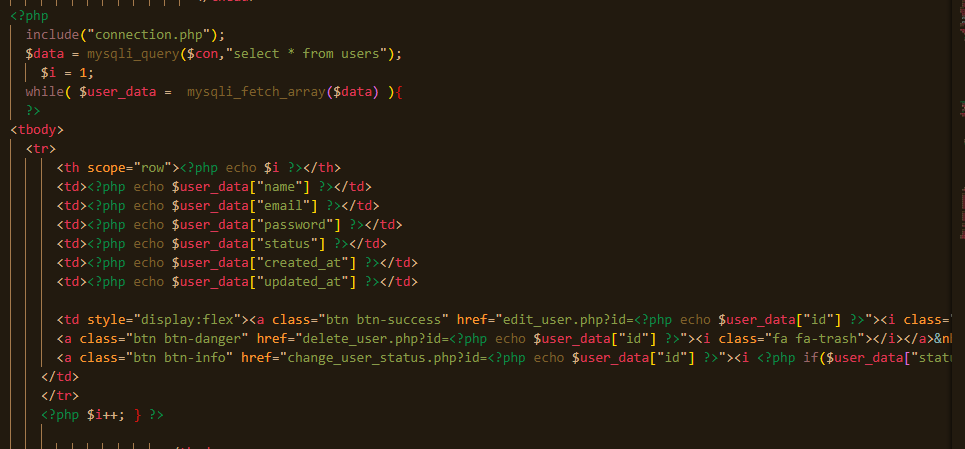 <?php
include("connection.php");
$data = mysqli_query($con,"select * from users");
$i = 1;
while( $user_data =  mysqli_fetch_array($data) ){
?>
<tbody>
<tr>
<th scope="row"><?php echo $i ?></th>
<td><?php echo $user_data["name"] ?></td>
<td><?php echo $user_data["email"] ?></td>
<td><?php echo $user_data["password"] ?></td>
<td><?php echo $user_data["status"] ?></td>
<td><?php echo $user_data["created_at"] ?></td>
<td><?php echo $user_data["updated_at"] ?></td>
<td style="display:flex"><a class="btn btn-success" href="edit_user.php?id=<?php echo $user_data["id"] ?>"><i class="
<a class="btn btn-danger" href="delete_user.php?id=<?php echo $user_data["id"] ?>"><i class="fa fa-trash"></i></a>&nb
<a class="btn btn-info" href="change_user_status.php?id=<?php echo $user_data["id"] ?>"><i <?php if($user_data["statu
</td>
</tr>
<?php $i++; } ?>